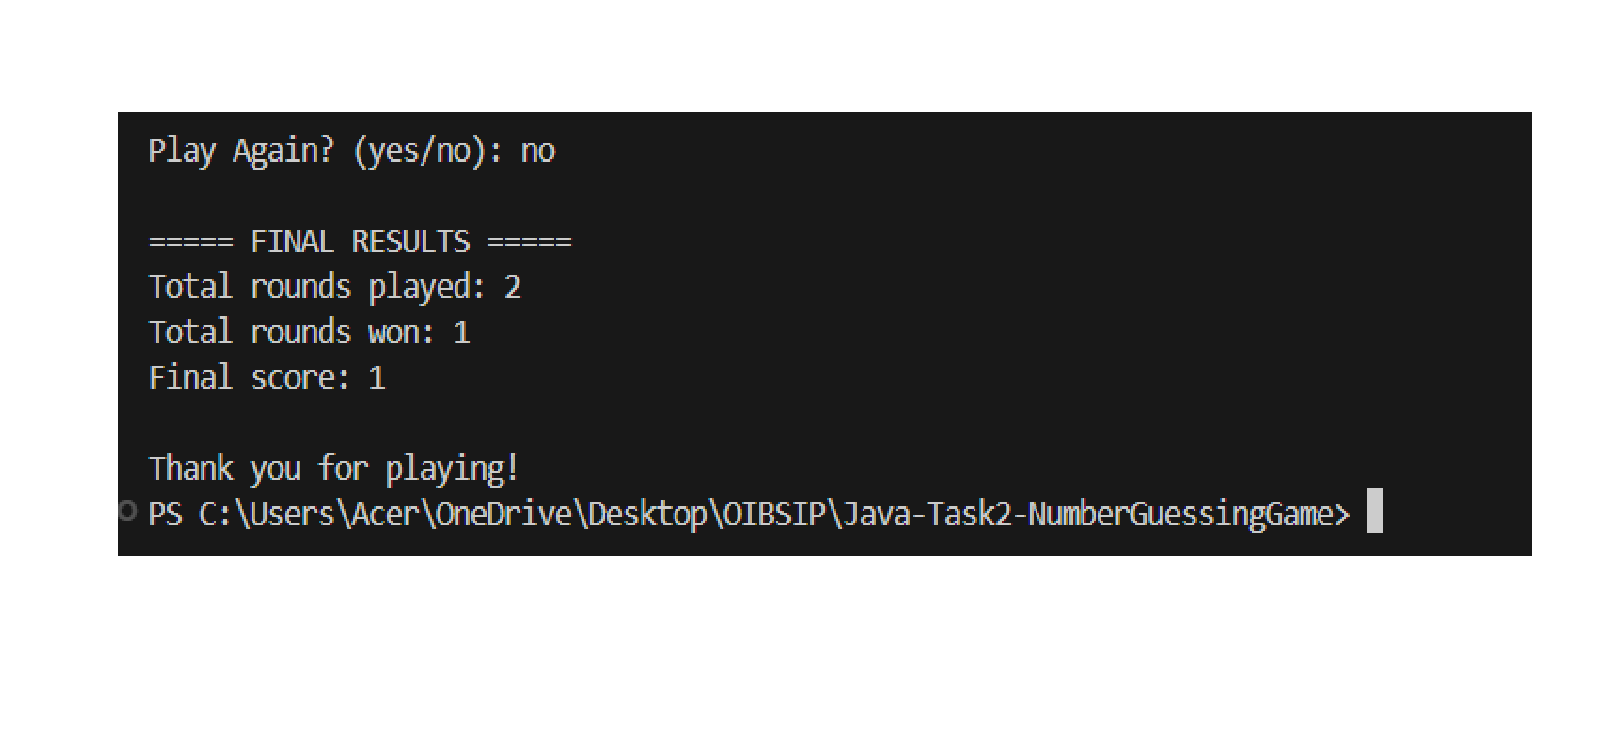 Play Again? (yes/no): no
===== FINAL RESULTS =====
Total rounds played: 2
Total rounds won: 1
Final score: 1
Thank you for playing!
PS C:\Users\Acer\OneDrive\Desktop\OIBSIP\Java-Task2-NumberGuessingGame>